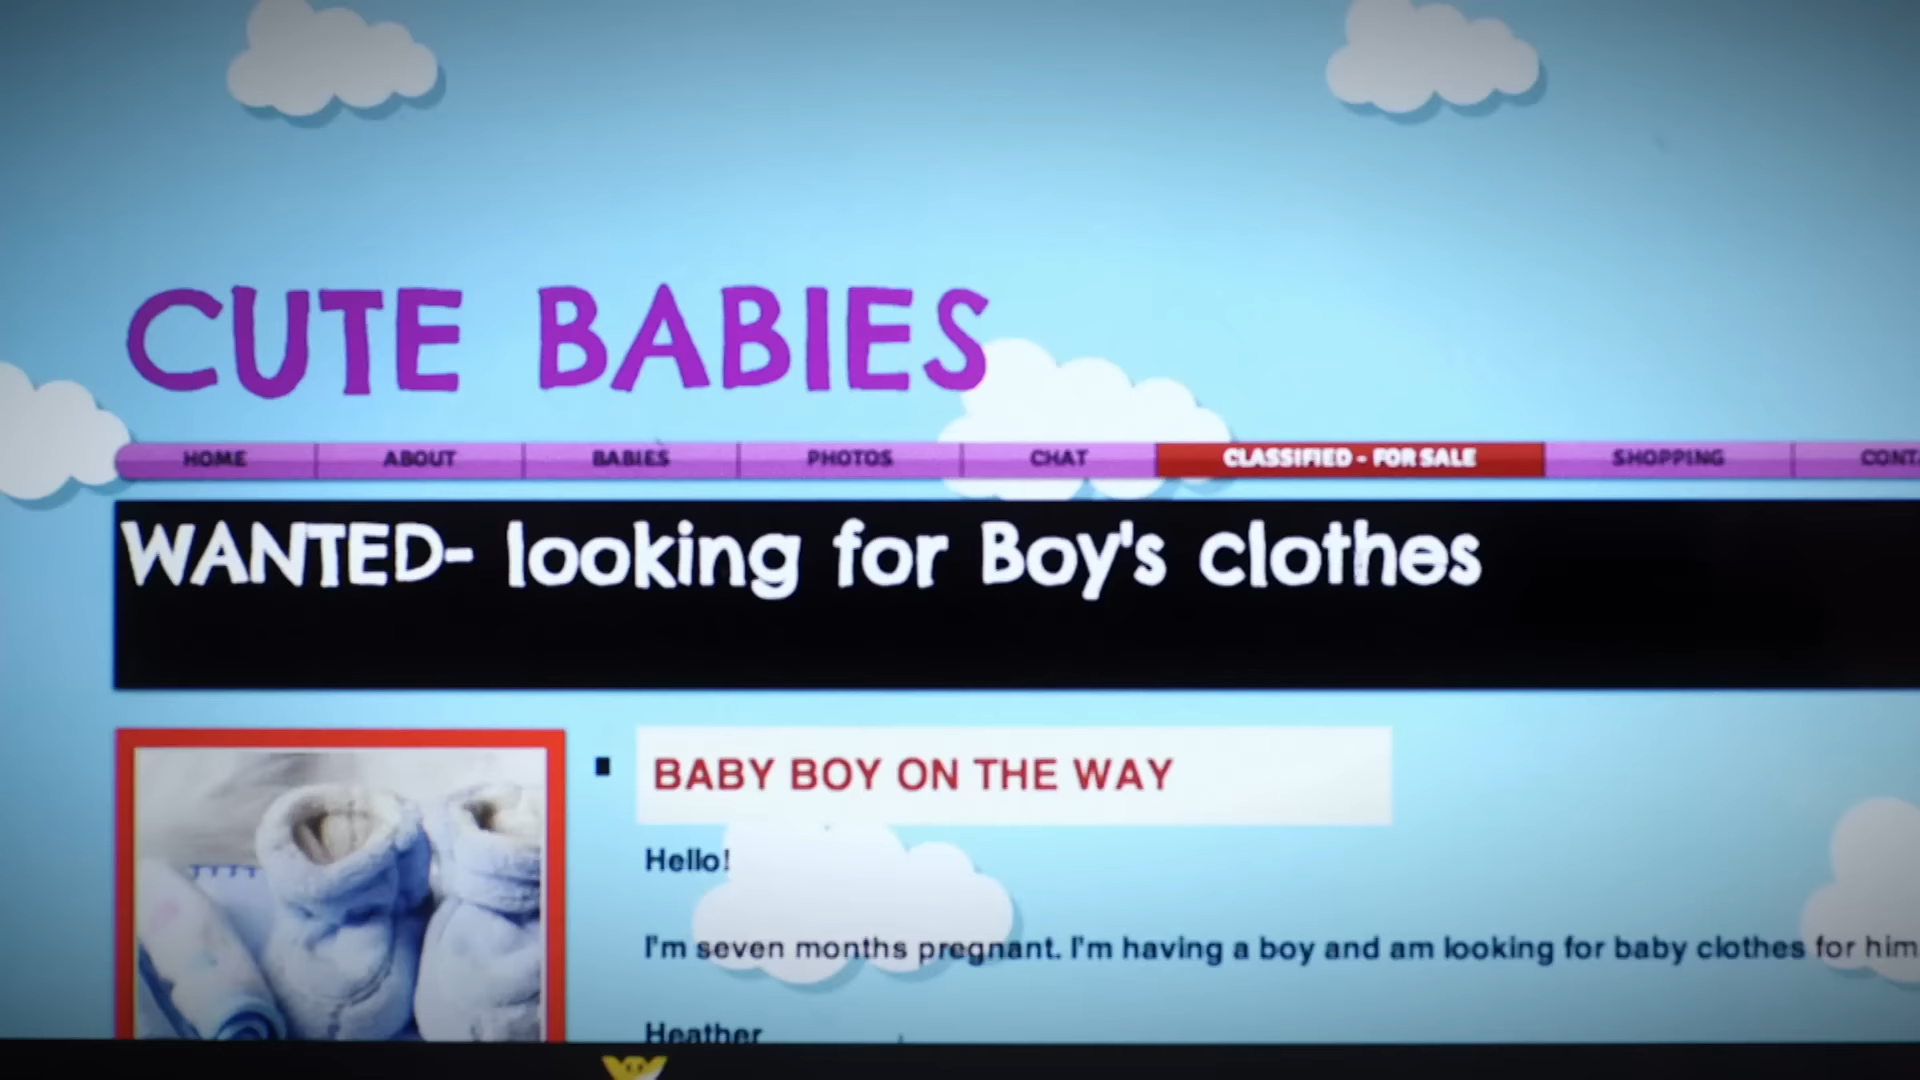 CUTE BABIES
HOME ABOUT BABIES PHOTOS CHAT CLASSIFIED - FOR SALE SHOPPING
WANTED- looking for Boy's clothes
BABY BOY ON THE WAY
Hello!
I'm seven months pregnant. I'm having a boy and am looking for baby clothes for him
Heather